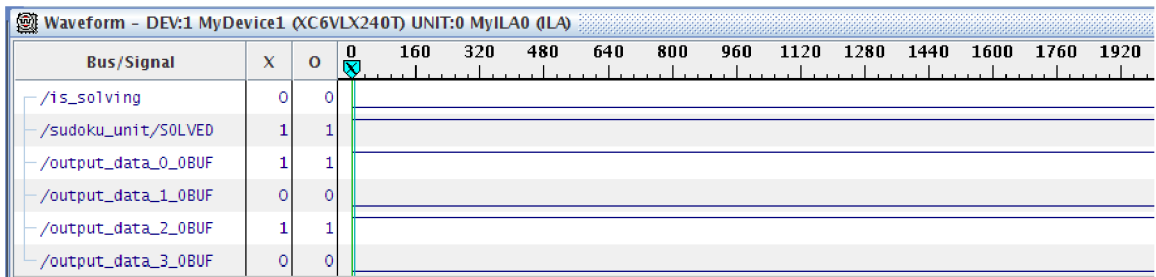 Waveform - DEV:1 MyDevice1 (XC6VLX240T) UNIT:0 MyILA0 (ILA)
Bus/Signal X O 0 160 320 480 640 800 960 1120 1280 1440 1600 1760 1920
X
/is_solving 0 0
/sudoku_unit/SOLVED 1 1
/output_data_0_OBUF 1 1
/output_data_1_OBUF 0 0
/output_data_2_OBUF 1 1
/output_data_3_OBUF 0 0